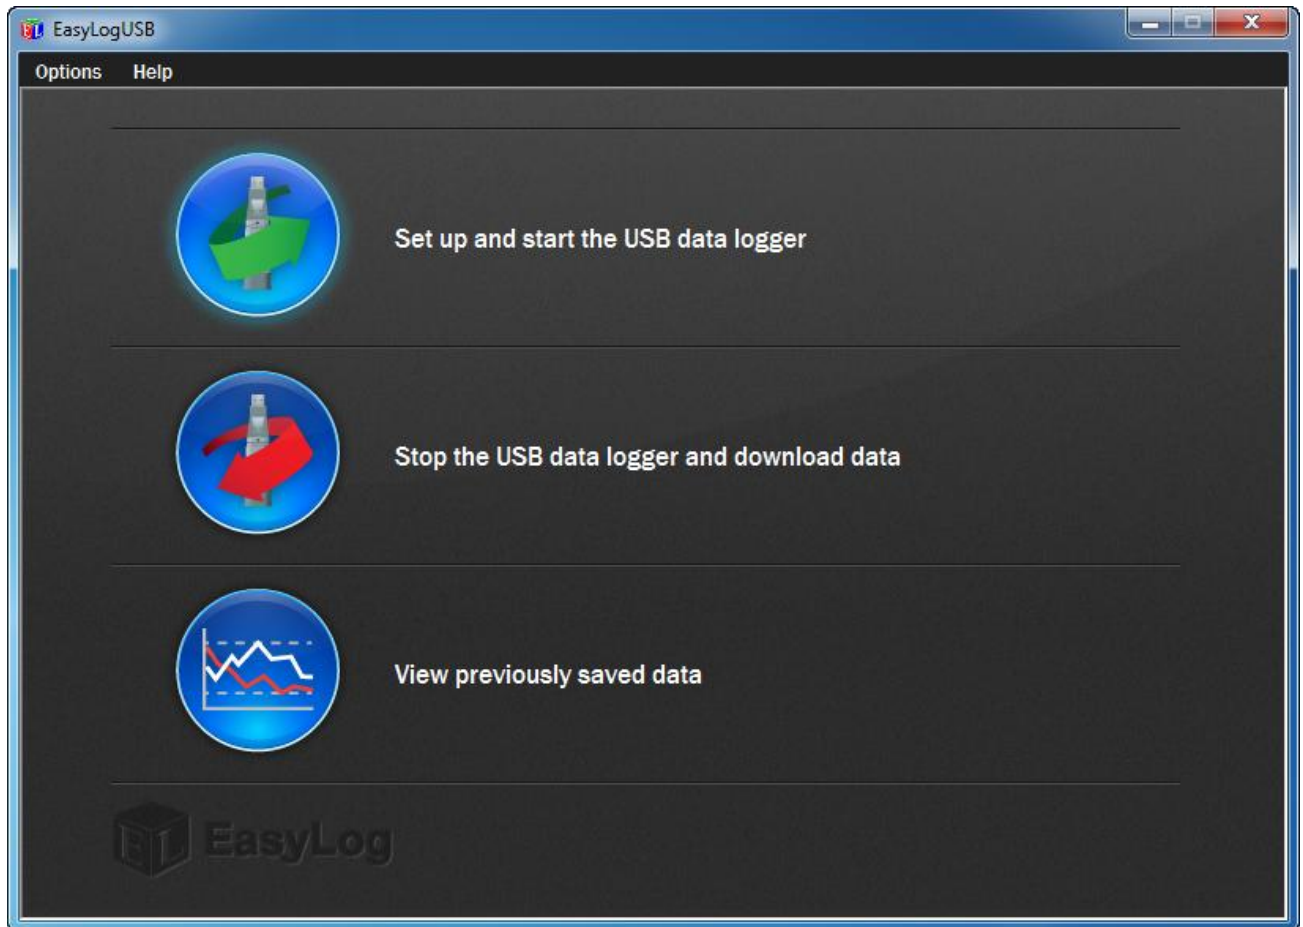 EasyLogUSB
Options Help
Set up and start the USB data logger
Stop the USB data logger and download data
View previously saved data
EL EasyLog